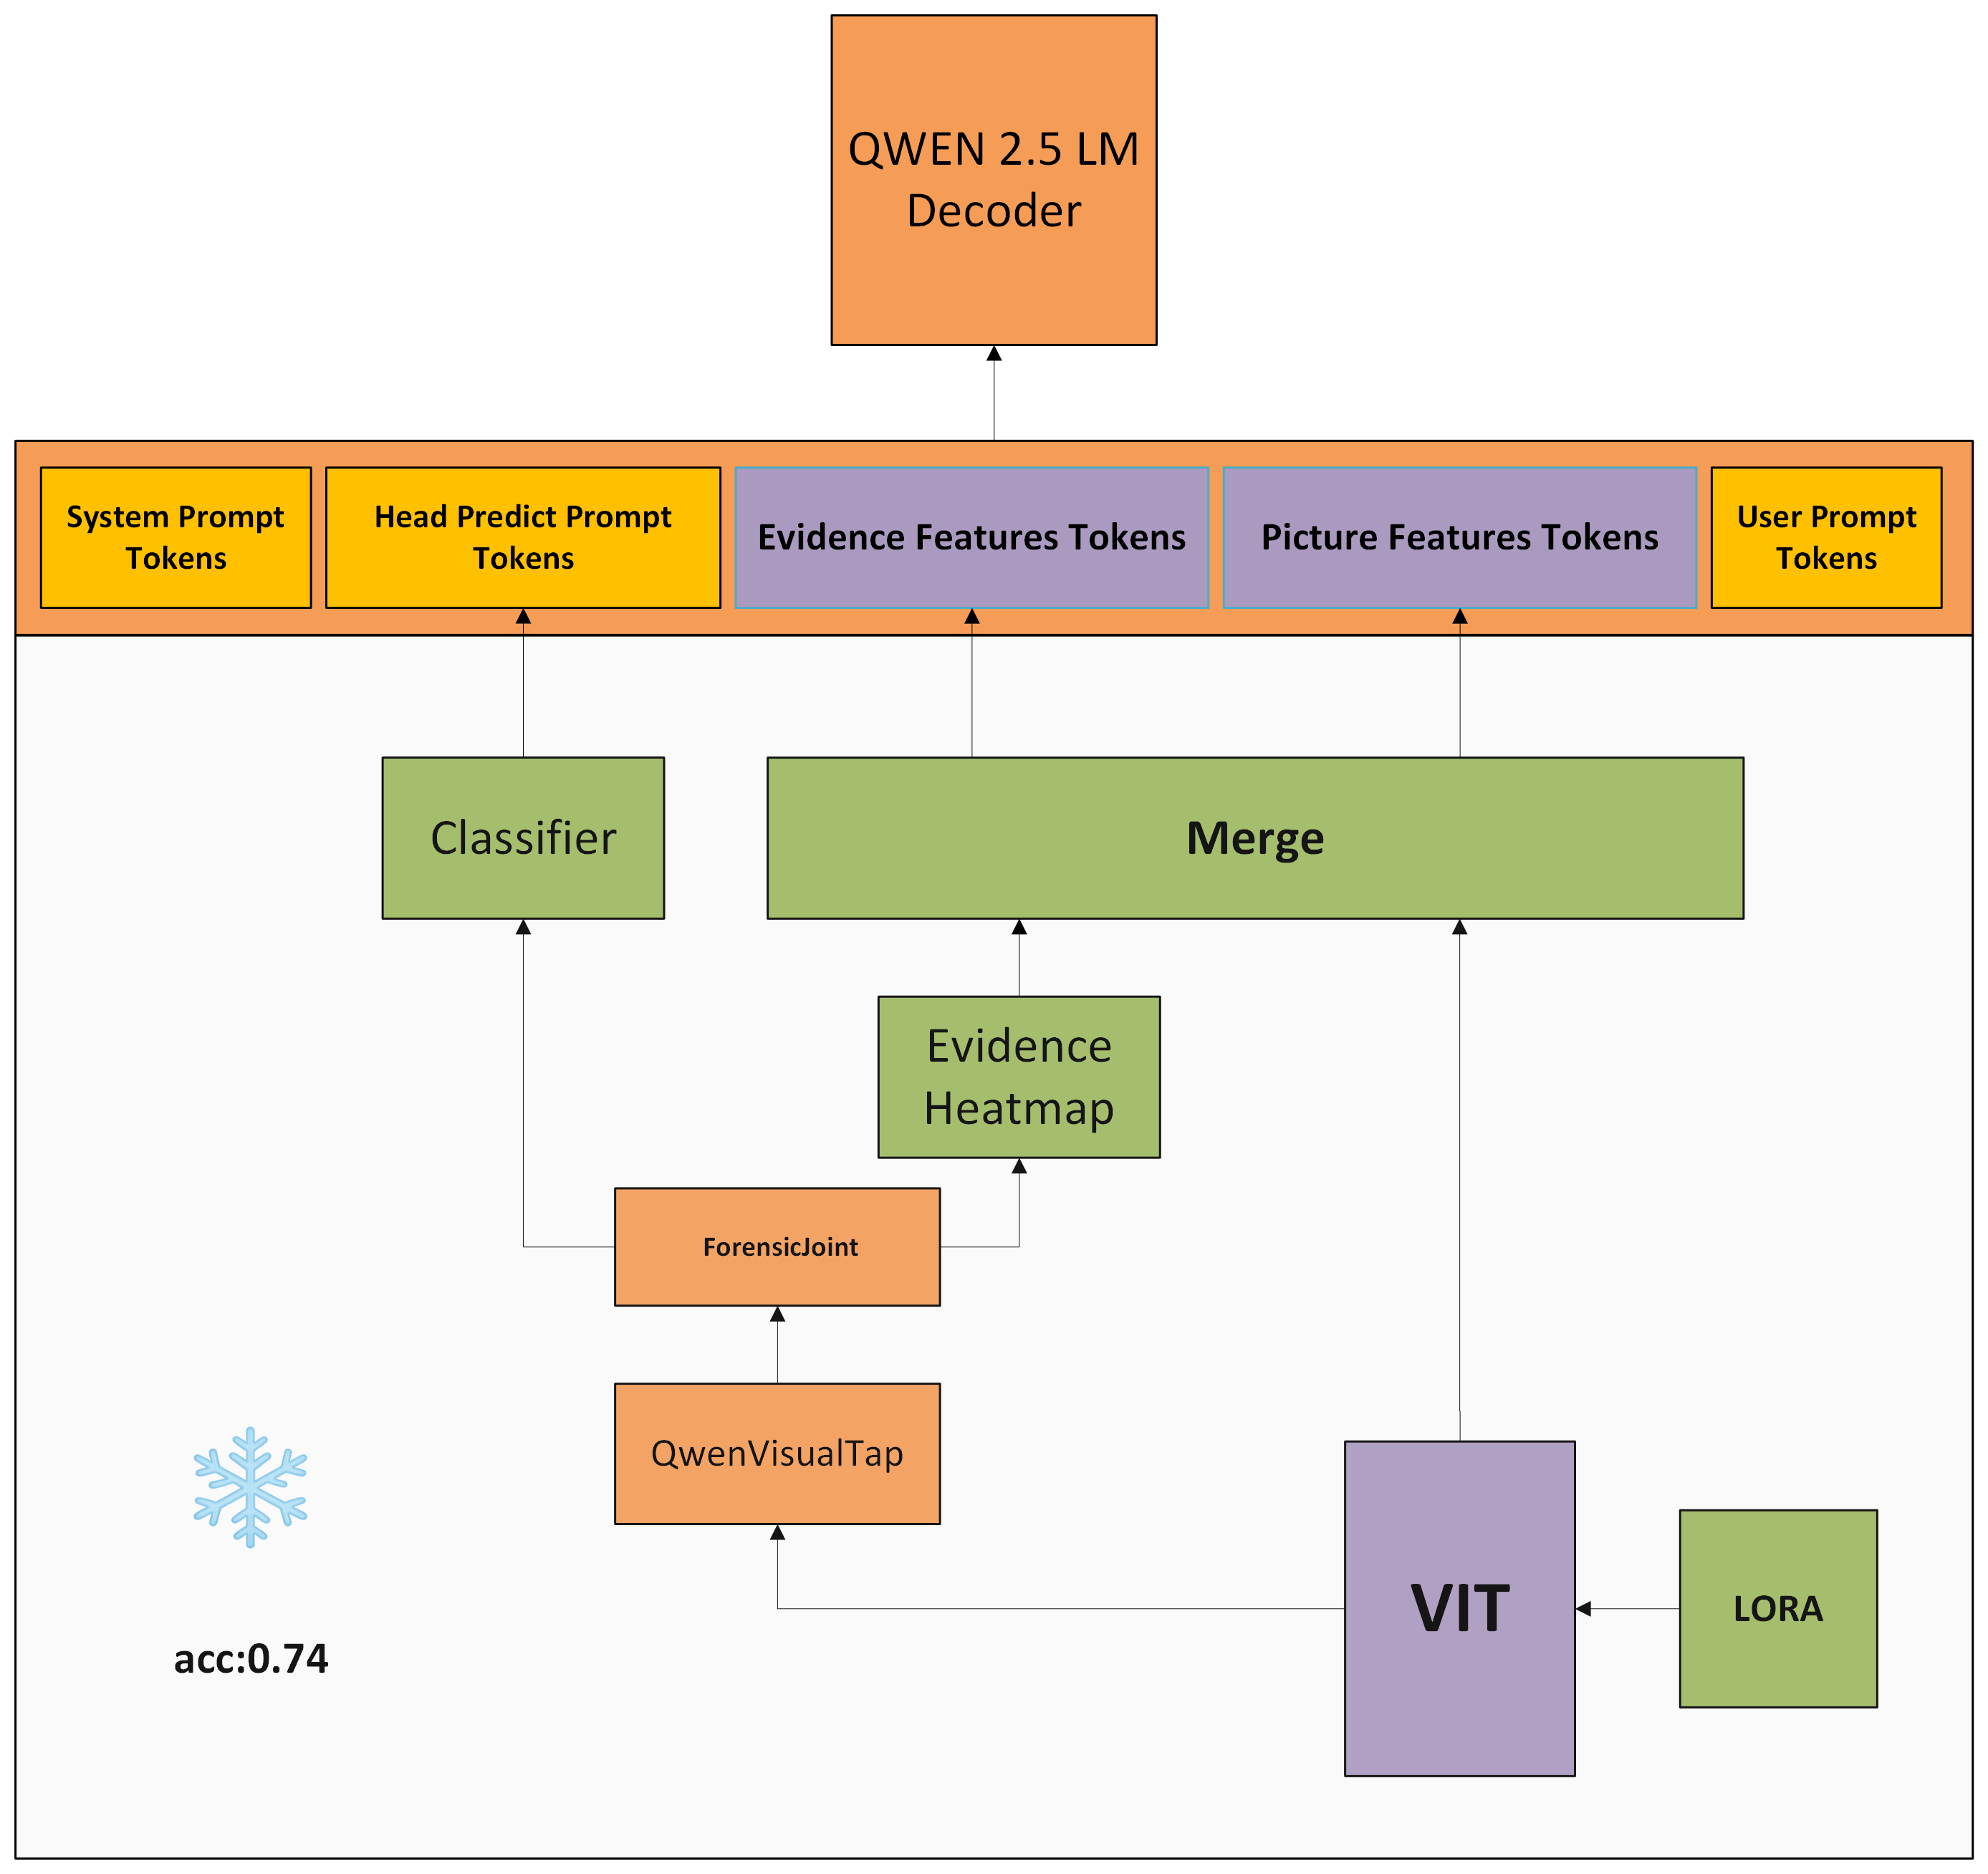 QWEN 2.5 LM
Decoder
System Prompt
Tokens
Head Predict Prompt
Tokens
Evidence Features Tokens
Picture Features Tokens
User Prompt
Tokens
Classifier
Merge
Evidence
Heatmap
ForensicJoint
QwenVisualTap
VIT
LORA
acc:0.74